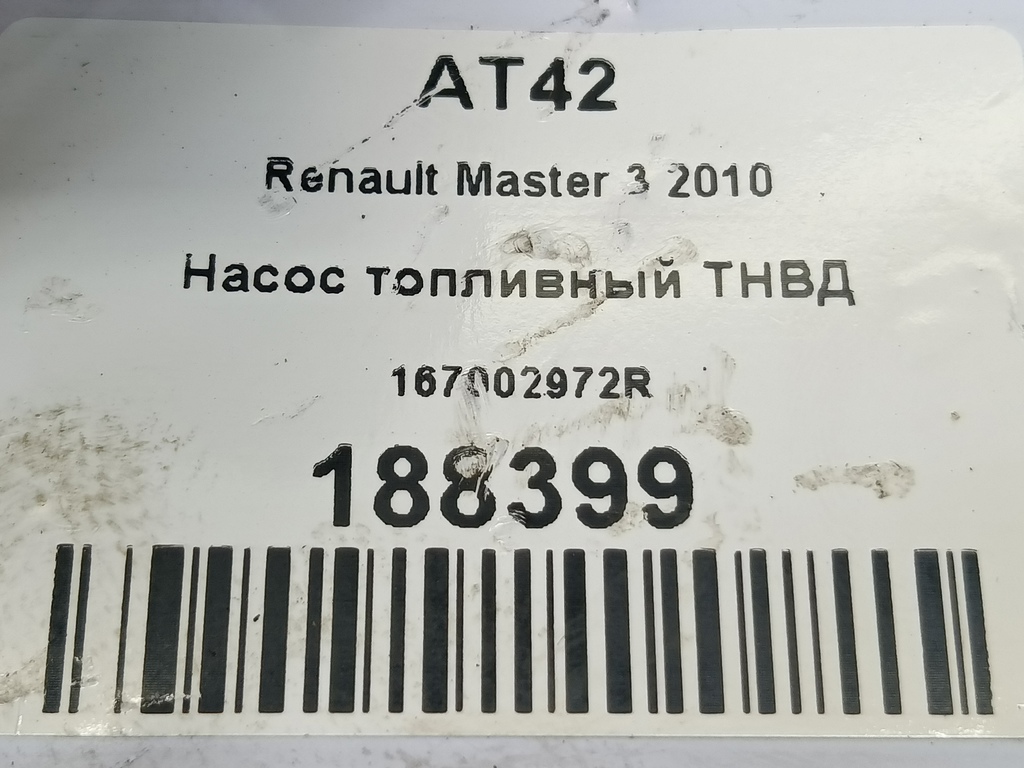 AT42
Renault Master 3 2010
Насос топливный ТНВД
167002972R
188399